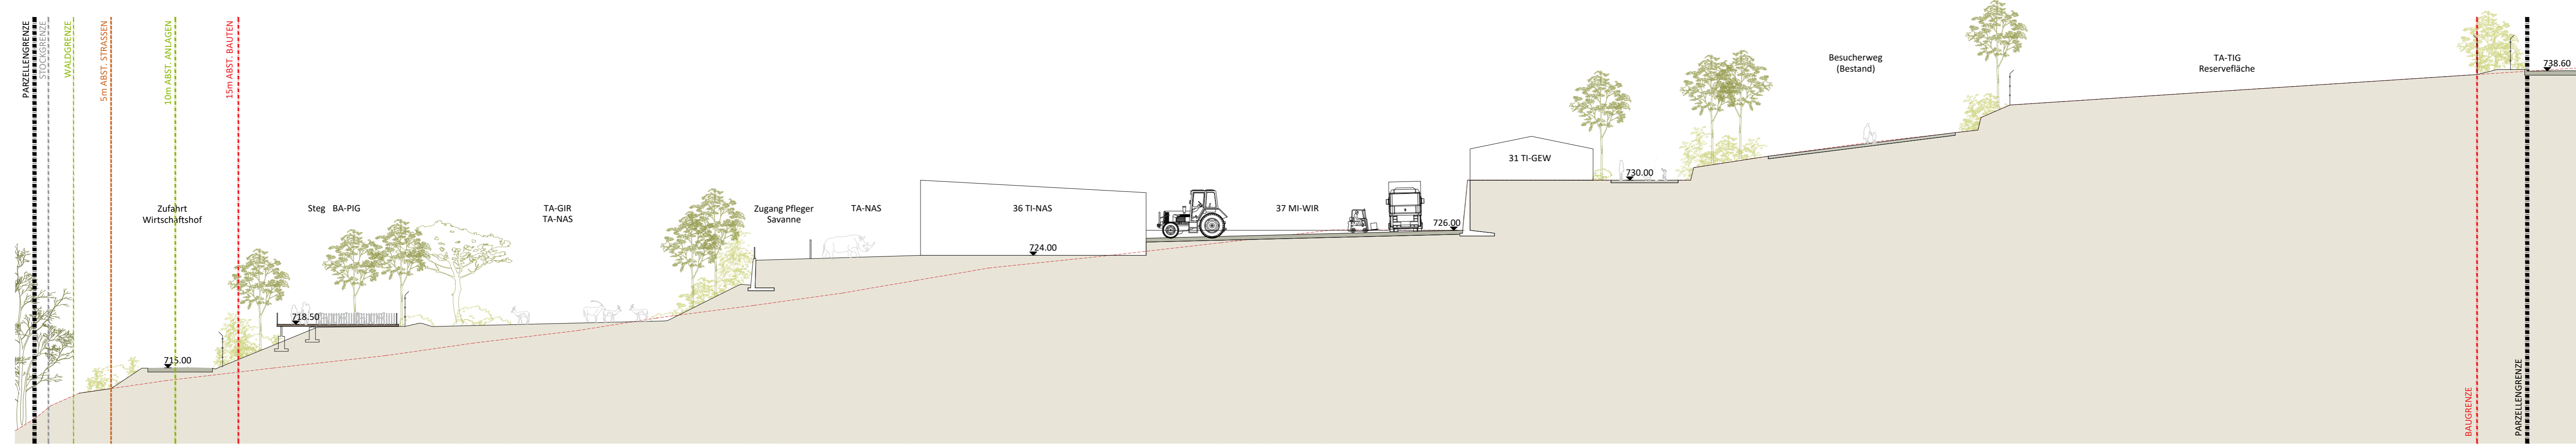 PARZELLENGRENZE
STOCKGRENZE
WALDGRENZE
5m ABST. STRASSEN
10m ABST. ANLAGEN
15m ABST. BAUTEN
Zufahrt
Wirtschaftshof
715.00
Steg BA-PIG
718.50
TA-GIR
TA-NAS
Zugang Pfleger
Savanne
TA-NAS
36 TI-NAS
724.00
37 MI-WIR
726.00
31 TI-GEW
730.00
Besucherweg
(Bestand)
TA-TIG
Reservefläche
738.60
BAUGRENZE
PARZELLENGRENZE